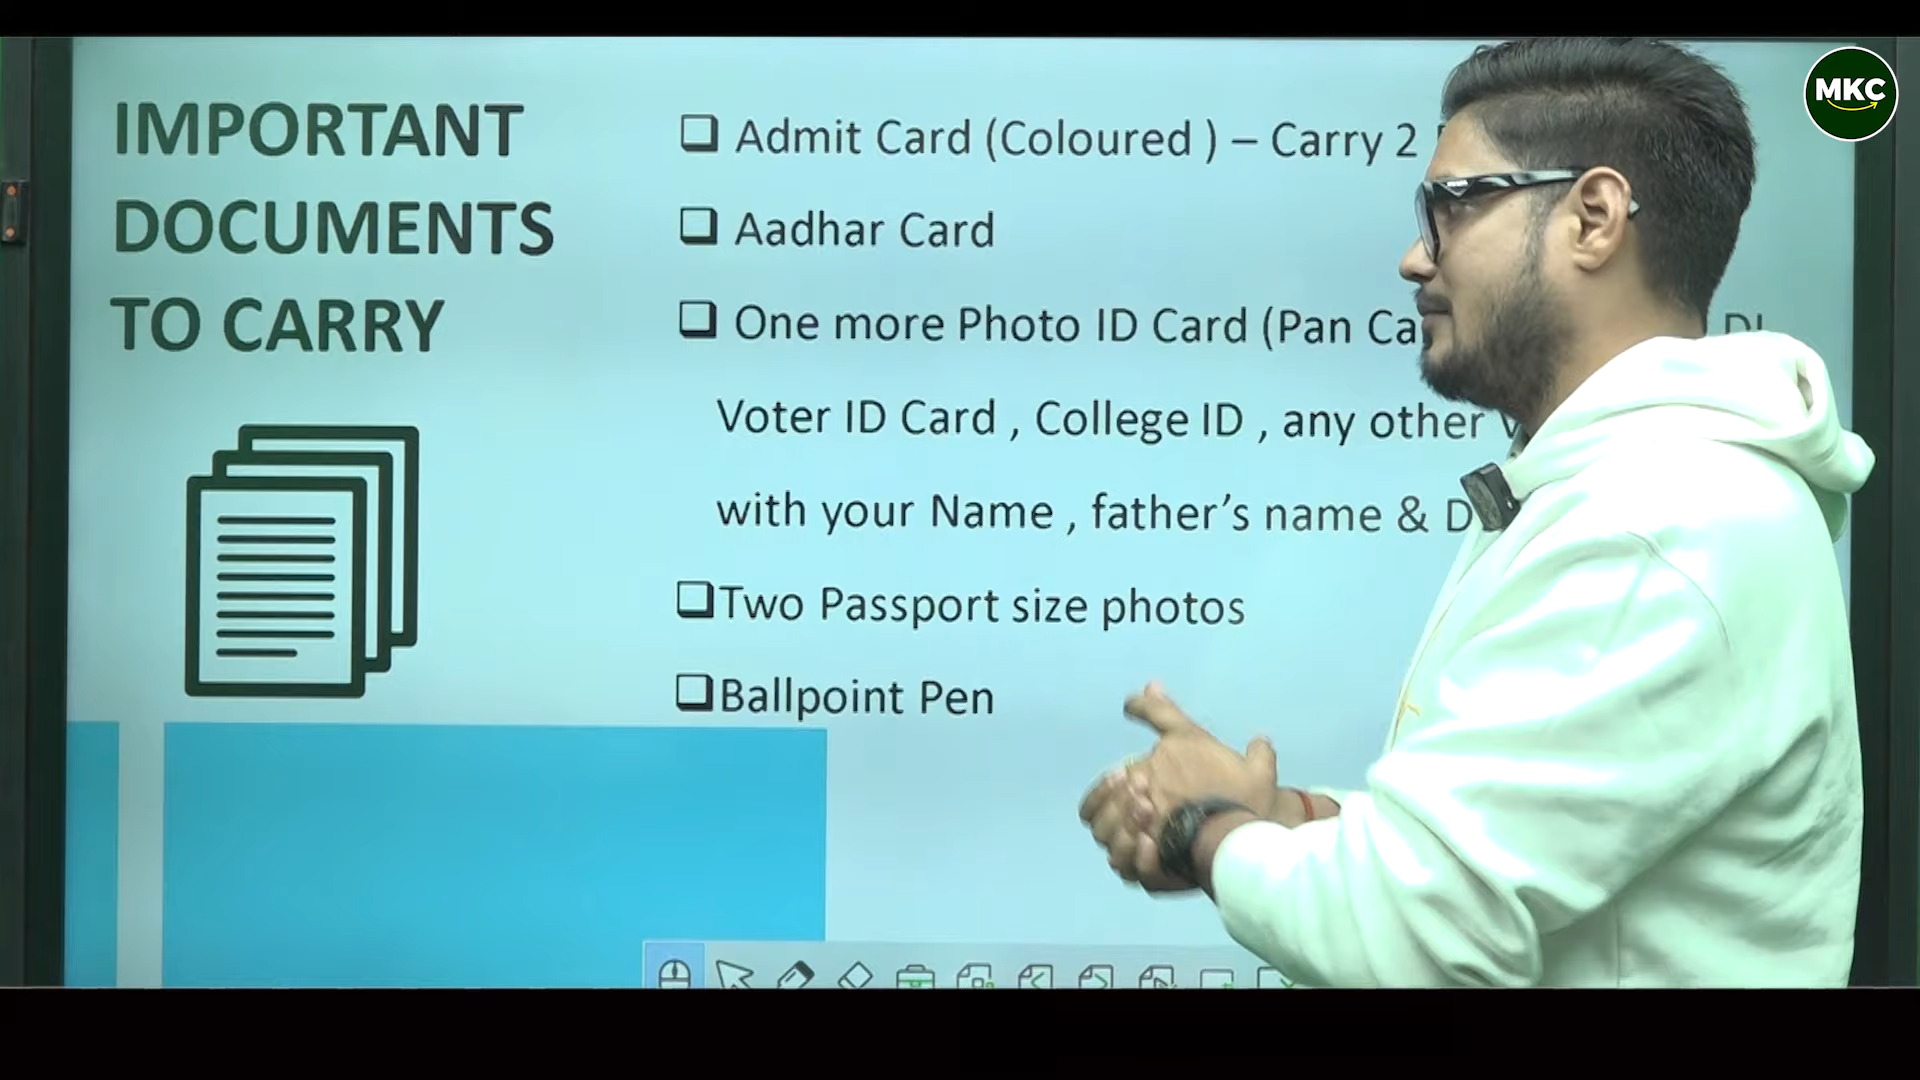 IMPORTANT
DOCUMENTS
TO CARRY
Admit Card (Coloured ) – Carry 2
Aadhar Card
One more Photo ID Card (Pan
Voter ID Card , College ID , any other
with your Name , father’s name &
Two Passport size photos
Ballpoint Pen
MKC